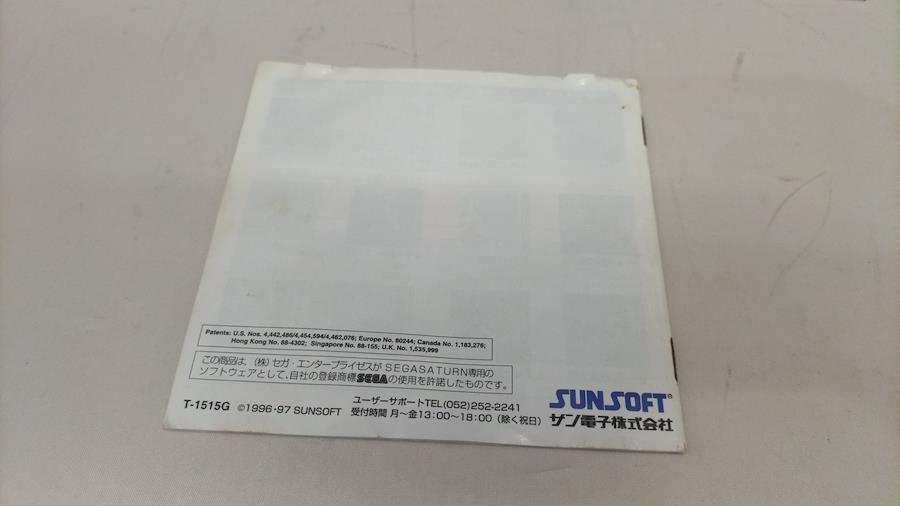 Patents: U.S. Nos. 4,442,486/4,454,594/4,462,076; Europe No. 80244; Canada No. 1,183,276;
Hong Kong No. 88-4302; Singapore No. 88-155; U.K. No. 1,535,999
この商品は、(株)セガ・エンタープライゼスがSEGASATURN専用の
ソフトウェアとして、自社の登録商標SEGAの使用を許諾したものです。
T-1515G ©1996・97 SUNSOFT
ユーザーサポートTEL(052)252-2241
受付時間 月〜金13:00〜18:00(除く祝日)
SUNSOFT®
サン電子株式会社